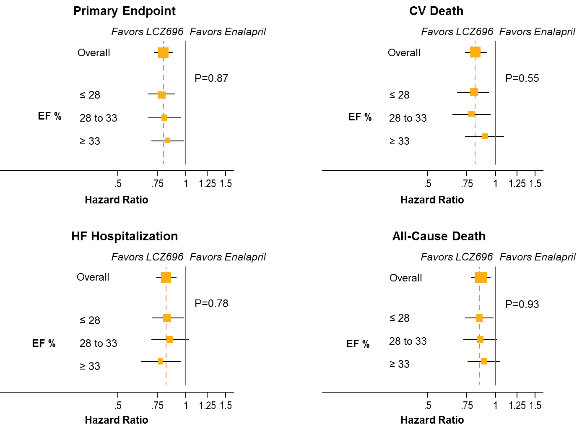 Primary Endpoint
Favors LCZ696 Favors Enalapril
Overall
P=0.87
≤ 28
EF % 28 to 33
≥ 33
.5 .75 1 1.25 1.5
Hazard Ratio
CV Death
Favors LCZ696 Favors Enalapril
Overall
P=0.55
≤ 28
EF % 28 to 33
≥ 33
.5 .75 1 1.25 1.5
Hazard Ratio
HF Hospitalization
Favors LCZ696 Favors Enalapril
Overall
P=0.78
≤ 28
EF % 28 to 33
≥ 33
.5 .75 1 1.25 1.5
Hazard Ratio
All-Cause Death
Favors LCZ696 Favors Enalapril
Overall
P=0.93
≤ 28
EF % 28 to 33
≥ 33
.5 .75 1 1.25 1.5
Hazard Ratio